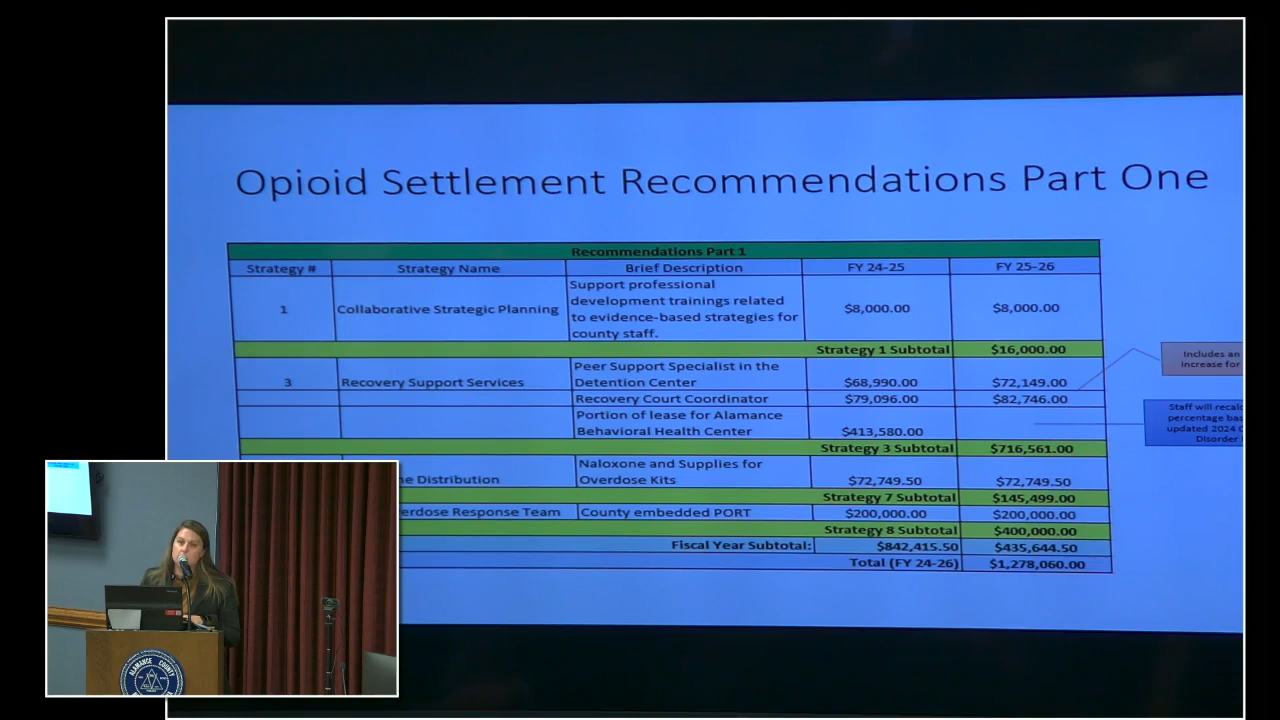 Opioid Settlement Recommendations Part One
Recommendations Part 1
Strategy # Strategy Name Brief Description FY 24-25 FY 25-26
1 Collaborative Strategic Planning Support professional development trainings related to evidence-based strategies for county staff. $8,000.00 $8,000.00
Strategy 1 Subtotal $16,000.00
3 Recovery Support Services Peer Support Specialist in the Detention Center $68,990.00 $72,149.00
Recovery Court Coordinator $79,096.00 $82,746.00
Portion of lease for Alamance Behavioral Health Center $413,580.00
Strategy 3 Subtotal $716,561.00
Distribution Naloxone and Supplies for Overdose Kits $72,749.50 $72,749.50
Strategy 7 Subtotal $145,499.00
Response Team County embedded PORT $200,000.00 $200,000.00
Strategy 8 Subtotal $400,000.00
Fiscal Year Subtotal: $842,415.50 $435,644.50
Total (FY 24-26) $1,278,060.00
Includes an
increase for
Staff will
percentage
updated 2024
Disorder
ALAMANCE COUNTY